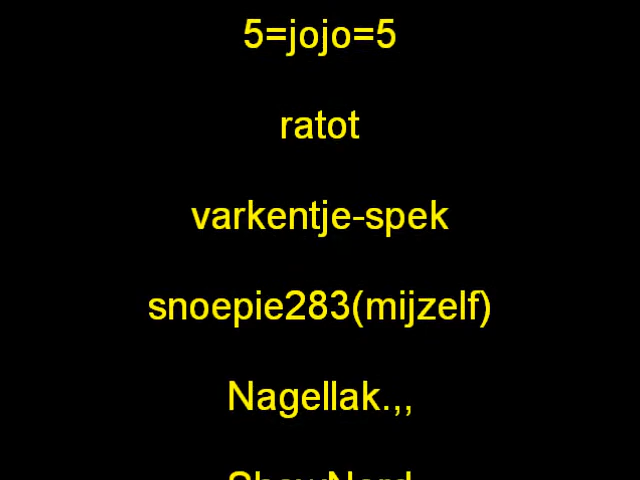 5=jojo=5
ratot
varkentje-spek
snoepie283(mijzelf)
Nagellak.,,